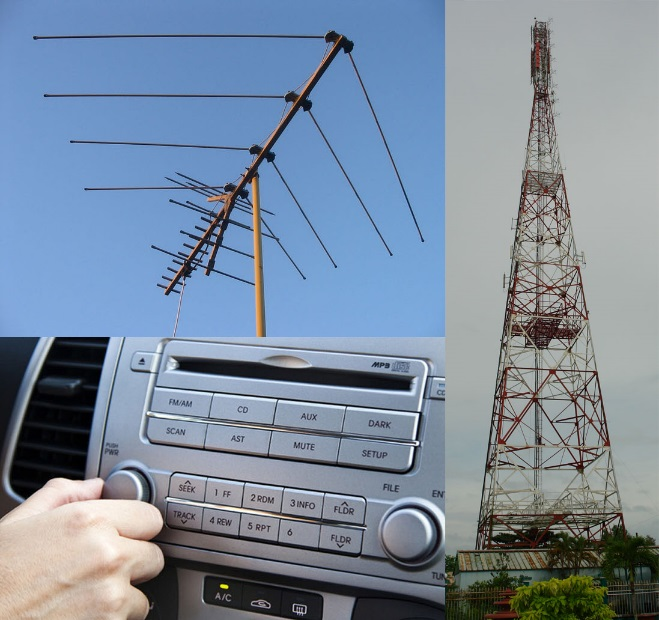 MP3
FM/AM CD AUX DARK
SCAN AST MUTE SETUP
PUSH
PWR
FILE
SEEK 1 FF 2 RDM 3 INFO FLDR
TRACK 4 REW 5 RPT 6 FLDR
A/C